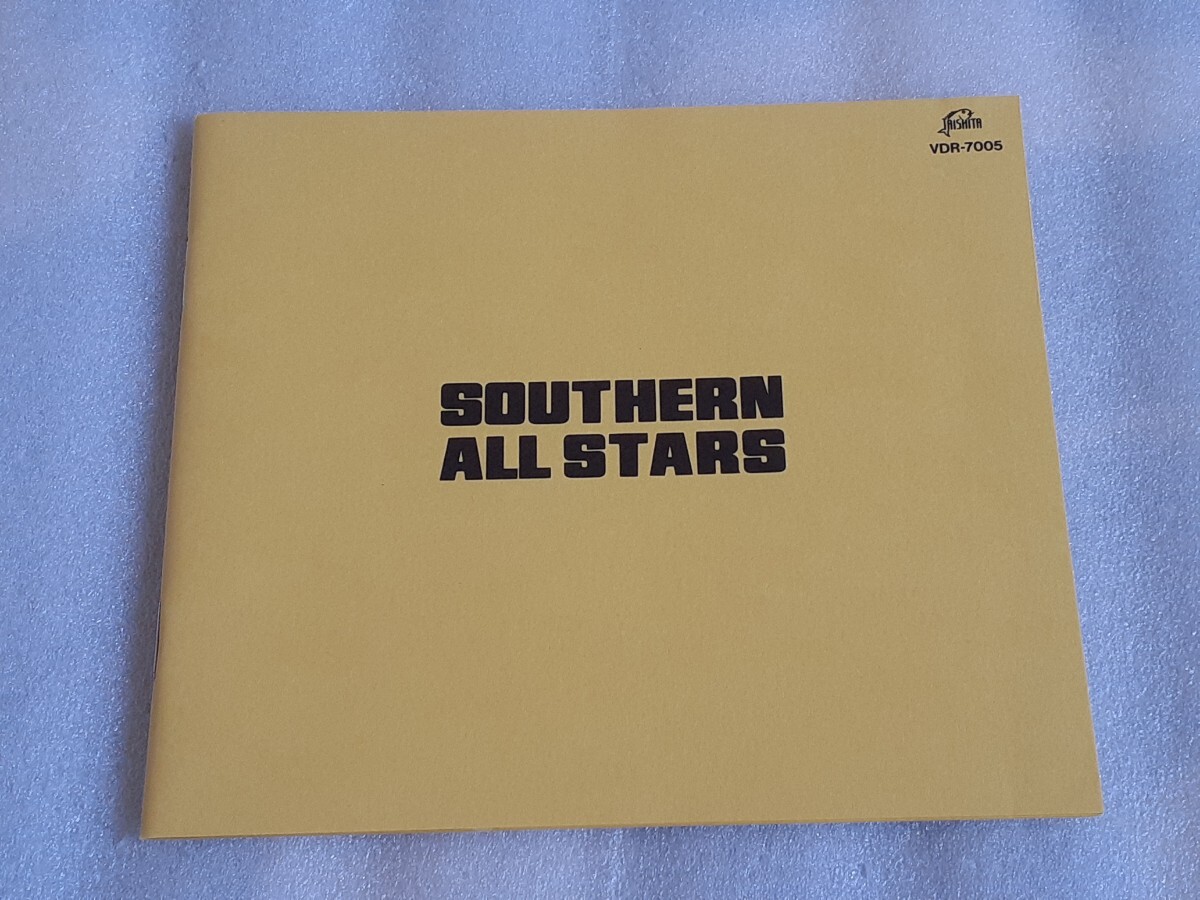 TAISHITA
VDR-7005
SOUTHERN
ALL STARS